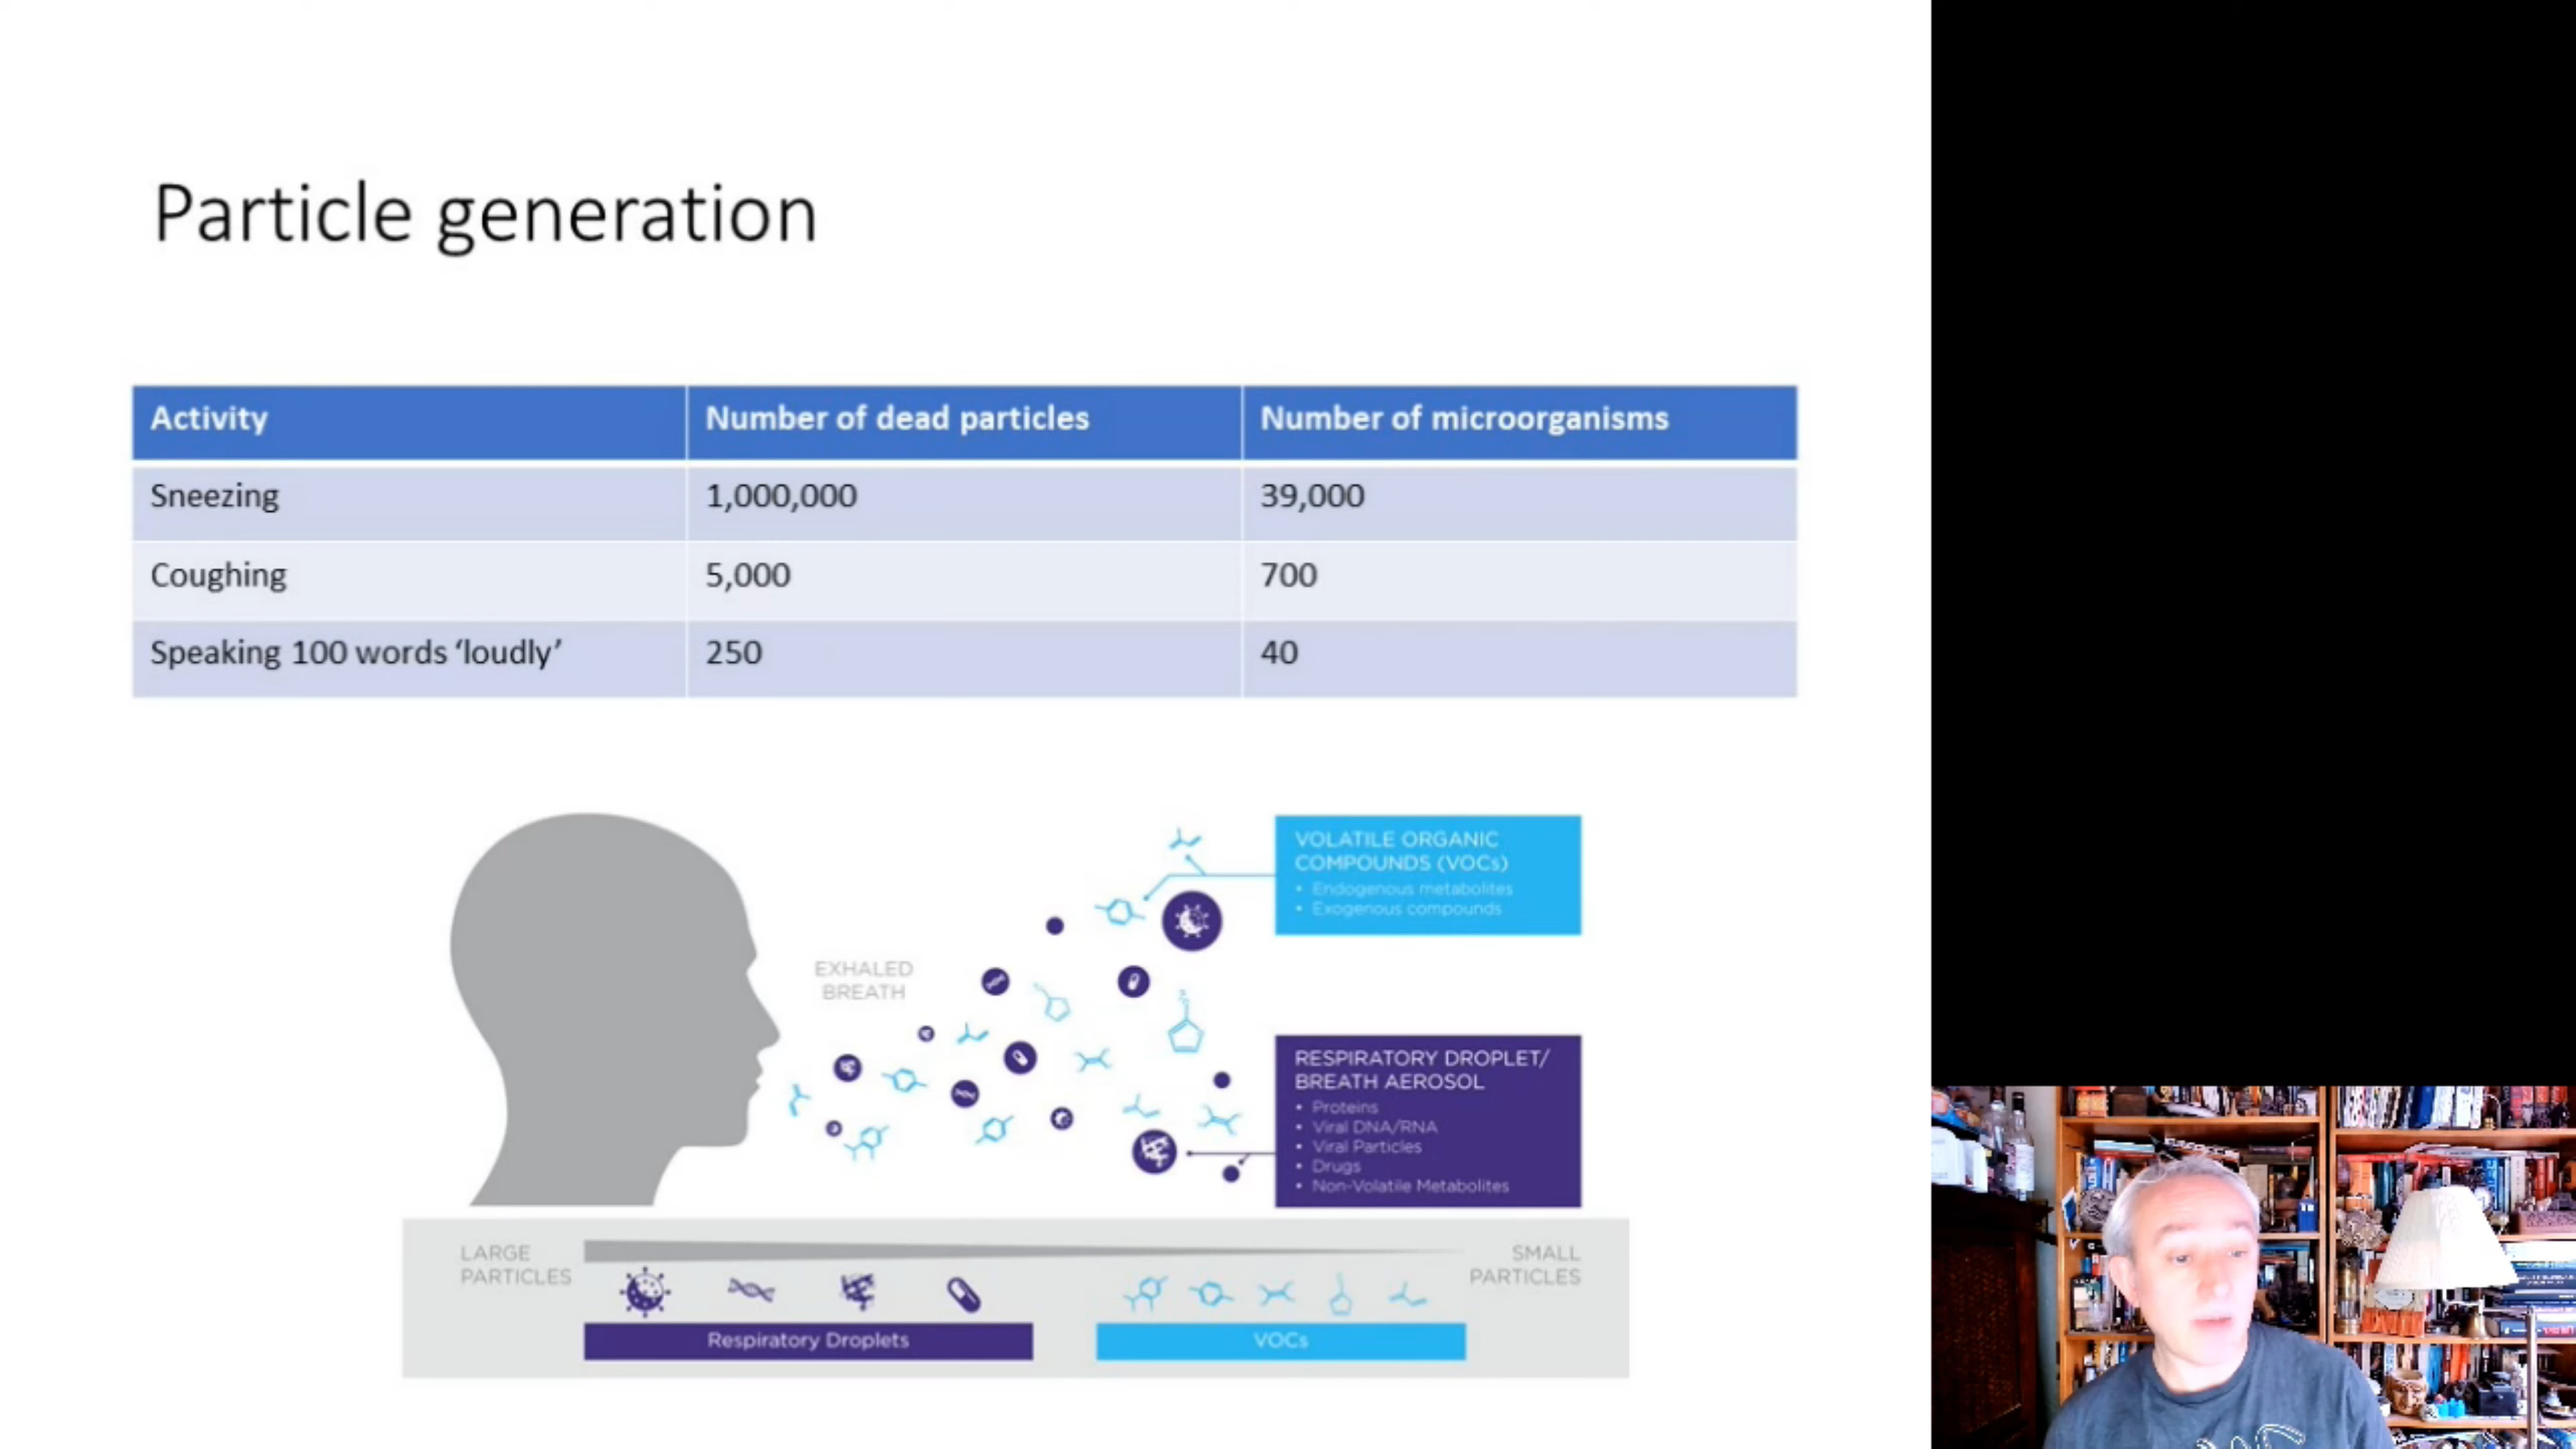 Particle generation
Activity Number of dead particles Number of microorganisms
Sneezing 1,000,000 39,000
Coughing 5,000 700
Speaking 100 words ‘loudly’ 250 40
VOLATILE ORGANIC
COMPOUNDS (VOCs)
• Endogenous metabolites
• Exogenous compounds
EXHALED
BREATH
RESPIRATORY DROPLET/
BREATH AEROSOL
• Proteins
• Viral DNA/RNA
• Viral Particles
• Drugs
• Non-Volatile Metabolites
LARGE
PARTICLES
SMALL
PARTICLES
Respiratory Droplets
VOCs